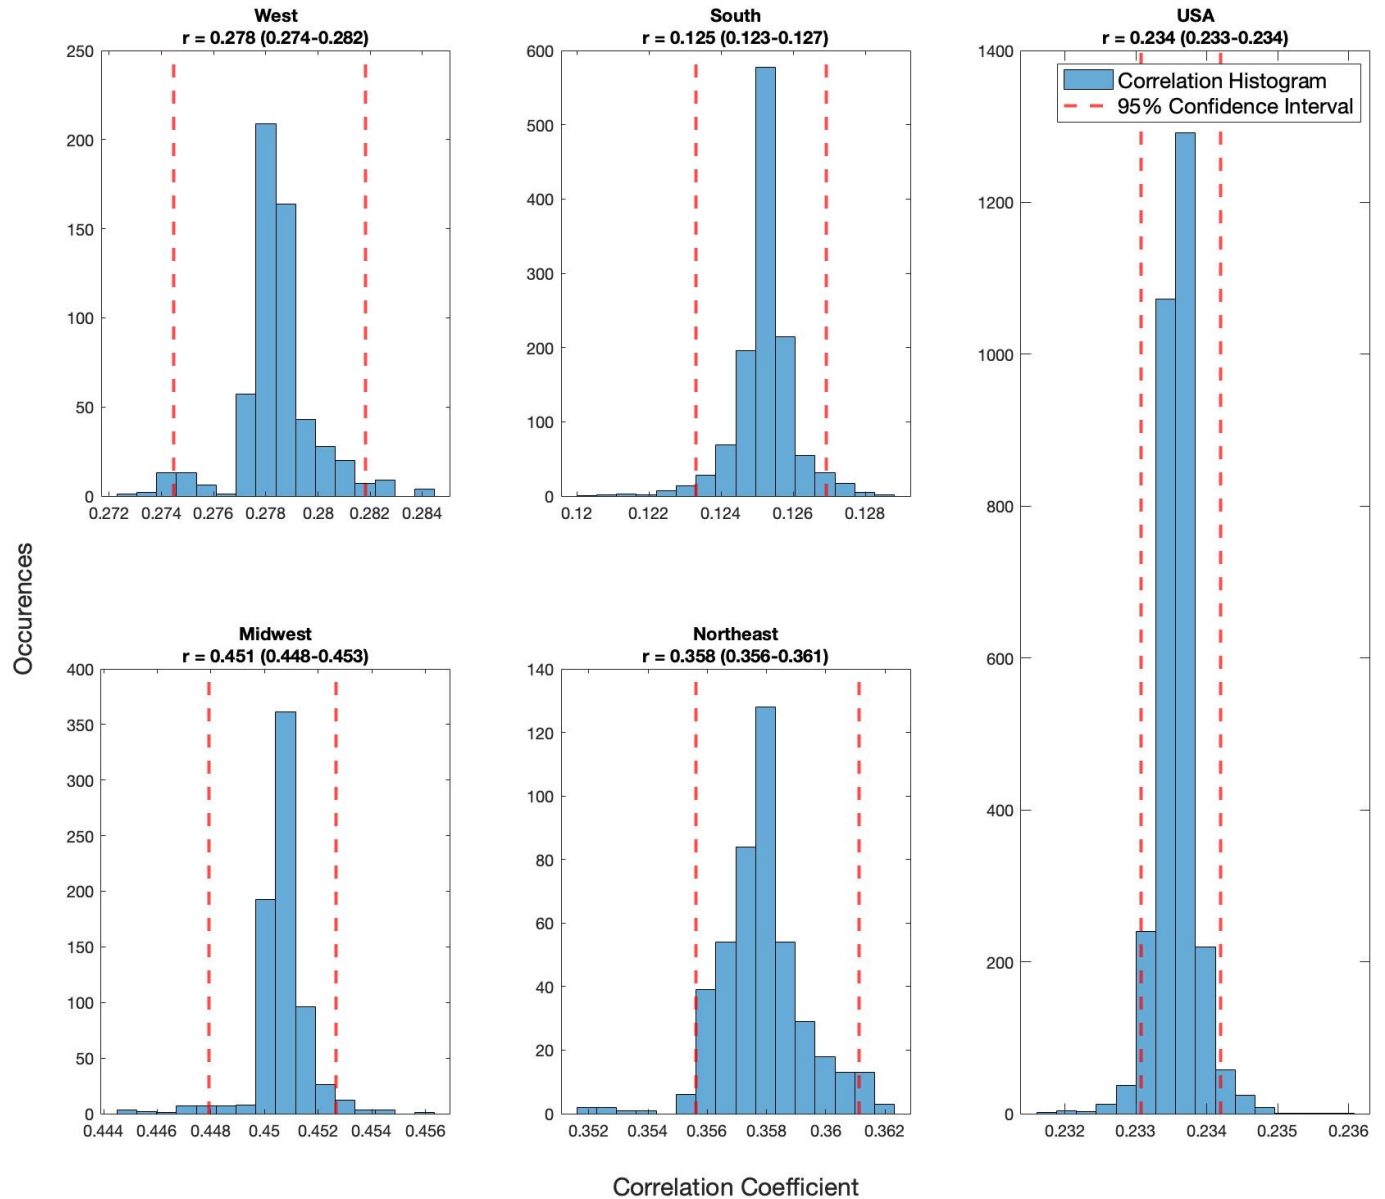 West
r = 0.278 (0.274-0.282)
250
200
150
100
50
0
0.272 0.274 0.276 0.278 0.28 0.282 0.284
South
r = 0.125 (0.123-0.127)
600
500
400
300
200
100
0
0.12 0.122 0.124 0.126 0.128
USA
r = 0.234 (0.233-0.234)
Correlation Histogram
95% Confidence Interval
1400
1200
1000
800
600
400
200
0
0.232 0.233 0.234 0.235 0.236
Occurences
Midwest
r = 0.451 (0.448-0.453)
400
350
300
250
200
150
100
50
0
0.444 0.446 0.448 0.45 0.452 0.454 0.456
Northeast
r = 0.358 (0.356-0.361)
140
120
100
80
60
40
20
0
0.352 0.354 0.356 0.358 0.36 0.362
Correlation Coefficient